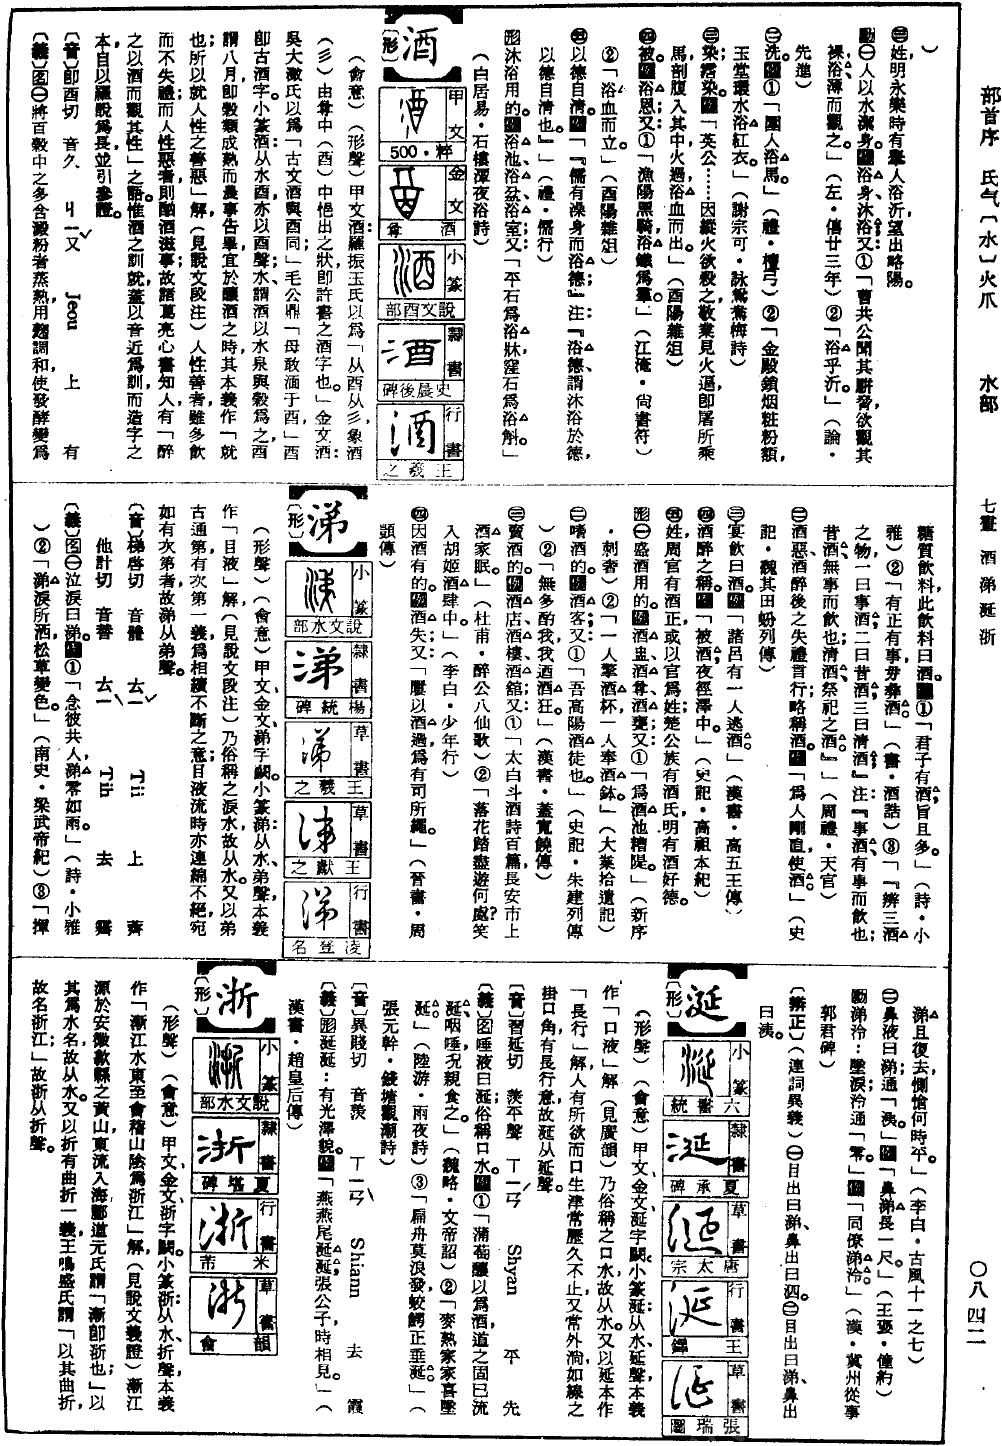 部首序　氏气〔水〕火爪　水部
七畫　酒涕涎浙
〇八四二
）
㊂姓明永樂時有羣人浴沂望出略陽。
動㊀人以水潔身。例浴身沐浴又：①「曹共公聞其駢脅欲觀其
裸浴薄而觀之。」（左·僖廿三年）②「浴乎沂」（論·
先進）
㊁洗。例①「圉人浴馬。」（禮·檀弓）②「金殿鎖烟粧粉額，
玉堂環水浴紅衣。」（謝宗可·詠鴛鴦梅詩）
㊂染；濡染。例「英公……因縱火欲殺之敬業見火逼卽屠所乘
馬剖腹入其中火過浴血而出。」（酉陽雜俎）
㊃被。例浴恩又：①「漁陽黑騎浴鐵爲羣。」（江淹·尙書符）
②「浴血而立。」（酉陽雜俎）
㊄以德自清。例「『儒有澡身而浴德』；注：『浴德謂沐浴於德，
以德自清也。』」（禮·儒行）
形沐浴用的。例浴池、浴盆、浴室；又：「平石爲浴牀窪石爲浴斛。」
（白居易·石樓潭夜浴詩）
酒
〔形〕
甲文
粹·500
金文
酒尊
小篆
說文酉部
隸書
史晨後碑
行書
王羲之
（會意）（形聲）甲文酒：羅振玉氏以爲「从酉从彡象酒
（彡）由尊中（酉）中挹出之狀卽許書之酒字也。」金文酒：
吳大澂氏以爲「古文酒與酉同」毛公鼎「毋敢湎于酉」酉
卽古酒字。小篆酒：从水酉亦以酉聲水、謂酒以水泉與穀爲之酉
謂八月卽穀類成熟而農事告畢宜於釀酒之時其本義作「就
也；所以就人性之善惡」解，（見說文段注）人性善者雖多飲
而不失禮而人性惡者則酗酒滋事；故諸葛亮心書知人有「醉
之以酒而觀其性」之語。惟酒之訓就蓋以音近爲訓而造字之
本自以羅說爲長並引參證。
〔音〕卽酉切　音久　ㄐㄧㄡˇ　Jeou　上　有
〔義〕名㊀將百穀中之多含澱粉者蒸熟用麴調和，使發酵變爲
糖質飲料，此飲料曰酒。例①「君子有酒旨且多。」（詩·小
雅）②「有正有事毋彝酒。」（書·酒誥）③「『辨三酒
之物，一曰事酒，二曰昔酒三曰清酒』；注：『事酒有事而飲也；
昔酒、無事而飲也；清酒、祭祀之酒。』」（周禮·天官）
㊁酒惡、酒醉後之失禮言行略稱酒。例「爲人剛直使酒。」（史
記·魏其田蚡列傳）
㊂宴飲曰酒。例「諸呂有一人逃酒。」（漢書·高五王傳）
㊃酒醉之稱。例「被酒夜徑澤中。」（史記·高祖本紀）
㊄姓周官有酒正或以官爲姓；楚公族有酒氏明有酒好德。
形㊀盛酒用的。例酒盅、酒尊、酒甕；又：①「爲酒池糟隄。」（新序
·刺奢）②「一人擎酒杯，一人奉酒鉢。」（大業拾遺記）
㊁嗜酒的。例酒客；又：①「吾高陽酒徒也。」（史記·朱建列傳
）②「無多酌我我迺酒狂。」（漢書·蓋寬饒傳）
㊂賣酒的。例酒店、酒樓、酒館；又：①「太白斗酒詩百篇，長安市上
酒家眠。」（杜甫·醉公八仙歌）②「落花踏盡遊何處？笑
入胡姬酒肆中。」（李白·少年行）
㊃因酒有的。例酒失；又：「屢以酒過爲有司所繩。」（晉書·周
顗傳）
涕
〔形〕
小篆
說文水部
隸書
楊統碑
草書
王羲之
草書
王獻之
行書
凌登名
（形聲）（會意）甲文、金文、涕字闕。小篆涕：从水、弟聲、本義
作「目液」解，（見說文段注）乃俗稱之淚水，故从水。又以弟
古通第，有次第一義，爲相續不斷之意，目液流時亦連綿不絕宛
如有次第者故涕从弟聲。
〔音〕梯啓切　音體　ㄊㄧˇ　Tii　上　薺
他計切　音替　ㄊㄧˋ　Tih　去　霽
〔義〕名㊀泣淚曰涕。例①「念彼共人，涕零如雨。」（詩·小雅
）②「涕淚所洒，松草變色。」（南史·梁武帝紀）③「揮
涕且復去惻愴何時平。」（李白·古風十一之七）
㊁鼻液曰涕；通「洟」。例「鼻涕長一尺。」（王褒·僮約）
動涕泠：墜淚；泠通「零」。例「同僚涕泠。」（漢·冀州從事
郭君碑）
〔辨正〕（連詞異義）㊀目出曰涕、鼻出曰泗。㊁目出曰涕、鼻出
曰洟。
涎
〔形〕
小篆
六書統
隸書
夏承碑
草書
唐太宗
行書
王鐸
草書
張瑞圖
（形聲）（會意）甲文、金文涎字闕。小篆涎：从水、延聲，本義
作「口液」解，（見廣韻）乃俗稱之口水，故从水。又以延本作
「長行」解，人有所欲而口生津常歷久不止又常外淌如線之
掛口角有長行意故涎从延聲。
〔音〕習延切　羨平聲　ㄒㄧㄢˊ　Shyan　平　先
〔義〕名唾液曰涎，俗稱口水。例①「蒲萄釀以爲酒道之固已流
涎咽唾，況親食之。」（魏略·文帝詔）②「麥熟家家喜墜
涎。」（陸游·雨夜詩）③「扁舟莫浪發，蛟鱷正垂涎。」（
張元幹·錢塘觀潮詩）
〔音〕異賤切　音羨　ㄒㄧㄢˋ　Shiann　去　霰
〔義〕形涎涎：有光澤貌。例「燕燕尾涎涎，張公子時相見。」（
漢書·趙皇后傳）
浙
〔形〕
小篆
說文水部
隸書
夏堪碑
行書
米芾
草書
韻會
（形聲）（會意）甲文、金文、浙字闕。小篆浙：从水、折聲，本義
作「漸江水東至會稽山陰爲浙江」解，（見說文義證）漸江
源於安徽歙縣之黃山東流入海酈道元氏謂「漸卽浙也」以
其爲水名故从水。又以折有曲折一義，王鳴盛氏謂「以其曲折，
故名浙江；」故浙从折聲。